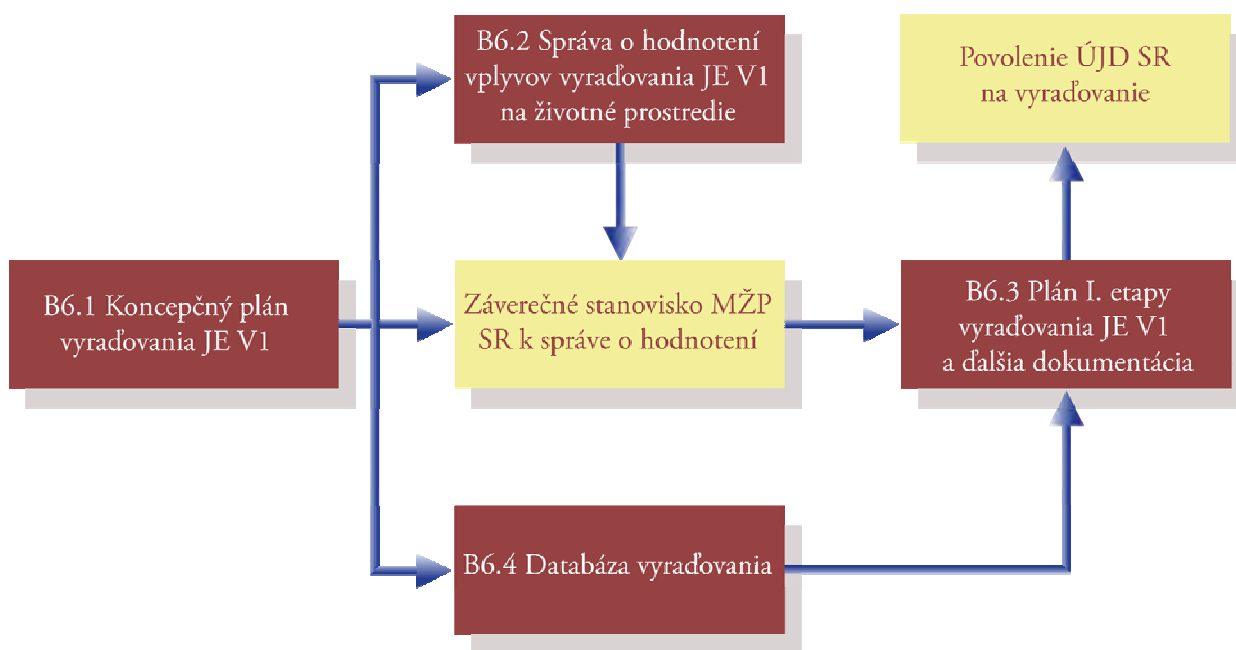 B6.2 Správa o hodnotení
vplyvov vyraďovania JE V1
na životné prostredie
Povolenie ÚJD SR
na vyraďovanie
B6.1 Koncepčný plán
vyraďovania JE V1
Záverečné stanovisko MŽP
SR k správe o hodnotení
B6.3 Plán I. etapy
vyraďovania JE V1
a ďalšia dokumentácia
B6.4 Databáza vyraďovania